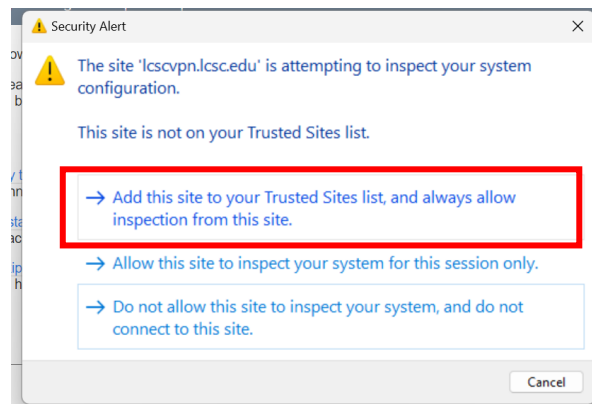 Security Alert
The site 'lcscvpn.lcsc.edu' is attempting to inspect your system
configuration.
This site is not on your Trusted Sites list.
Add this site to your Trusted Sites list, and always allow
inspection from this site.
Allow this site to inspect your system for this session only.
Do not allow this site to inspect your system, and do not
connect to this site.
Cancel